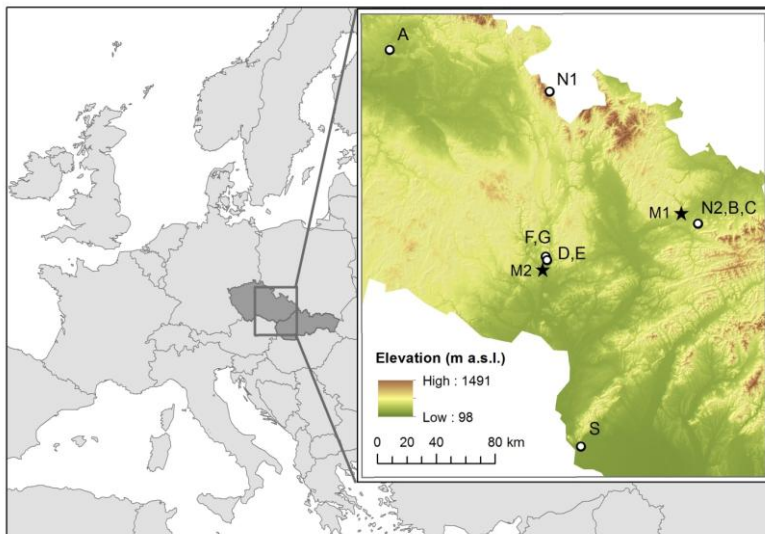 A
N1
M1
N2,B,C
F,G
D,E
M2
Elevation (m a.s.l.)
High : 1491
Low : 98
0 20 40 80 km
S